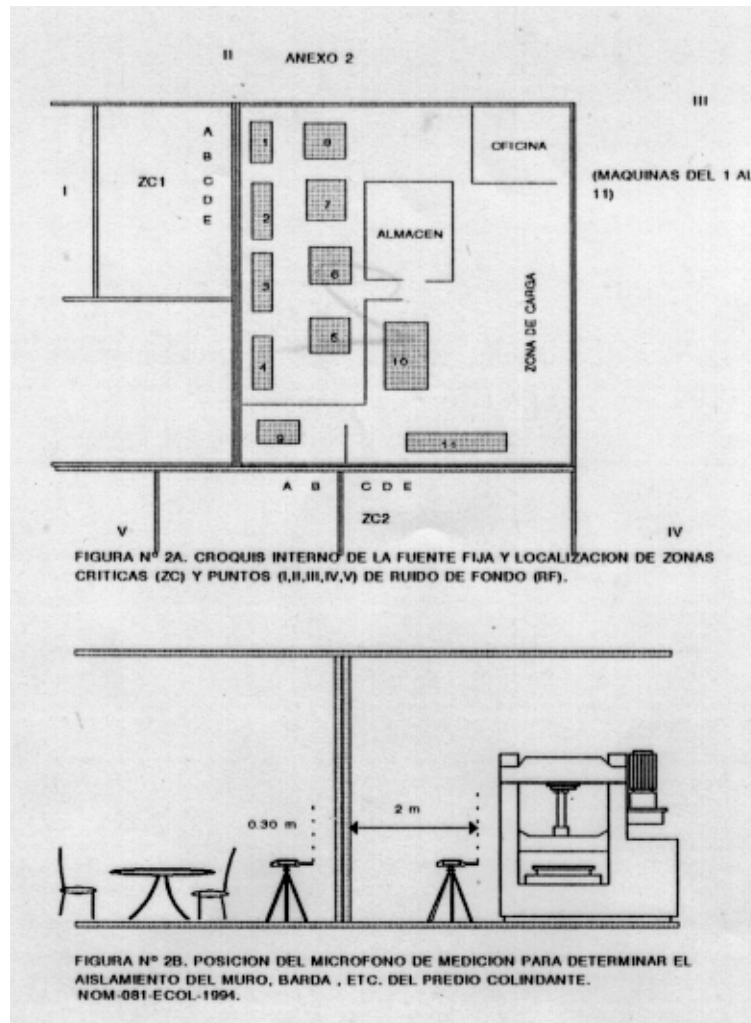 II
ANEXO 2
III
A
B
C
D
E
I
ZC1
1
2
3
4
8
7
6
5
9
10
11
OFICINA
ALMACEN
ZONA DE CARGA
(MAQUINAS DEL 1 AL
11)
A B C D E
ZC2
V
IV
FIGURA Nº 2A. CROQUIS INTERNO DE LA FUENTE FIJA Y LOCALIZACION DE ZONAS
CRITICAS (ZC) Y PUNTOS (I,II,III,IV,V) DE RUIDO DE FONDO (RF).
0.30 m
2 m
FIGURA Nº 2B. POSICION DEL MICROFONO DE MEDICION PARA DETERMINAR EL
AISLAMIENTO DEL MURO, BARDA , ETC. DEL PREDIO COLINDANTE.
NOM-081-ECOL-1994.